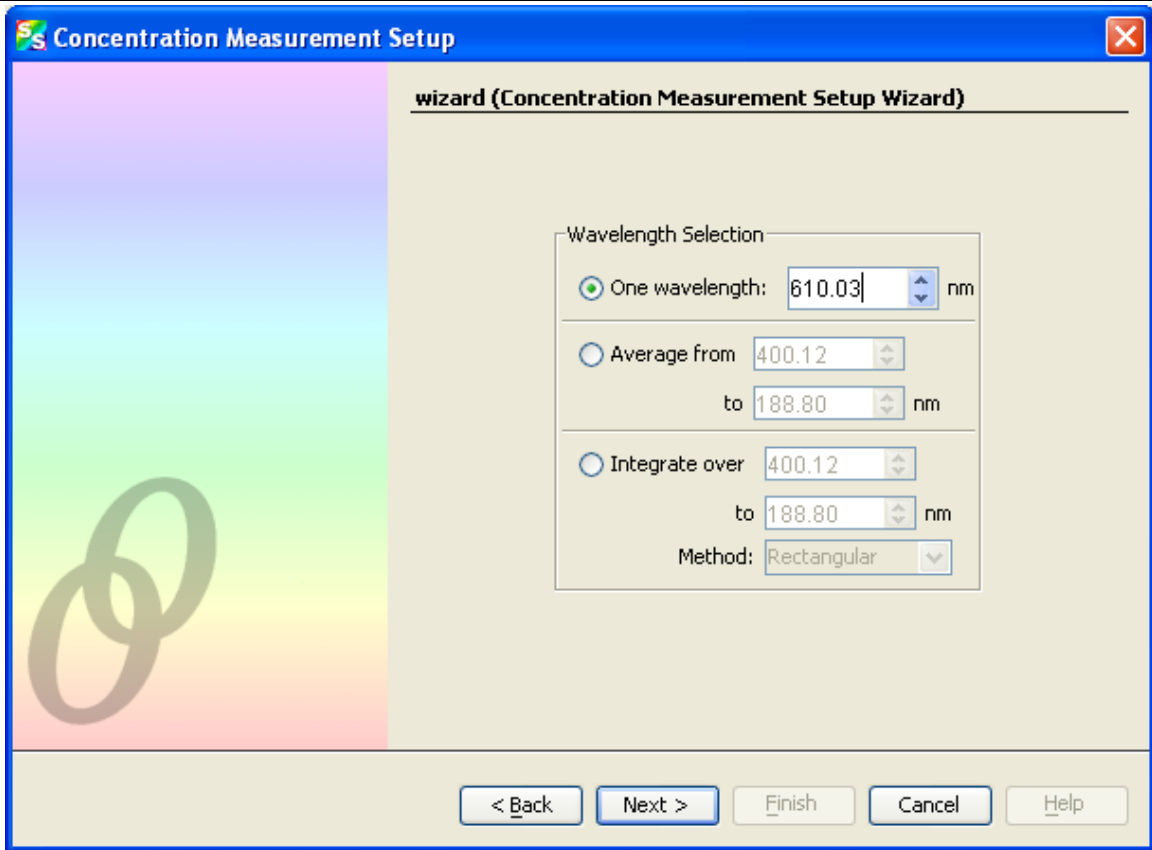 Concentration Measurement Setup
wizard (Concentration Measurement Setup Wizard)
Wavelength Selection
One wavelength: 610.03 nm
Average from 400.12
to 188.80 nm
Integrate over 400.12
to 188.80 nm
Method: Rectangular
< Back Next > Finish Cancel Help